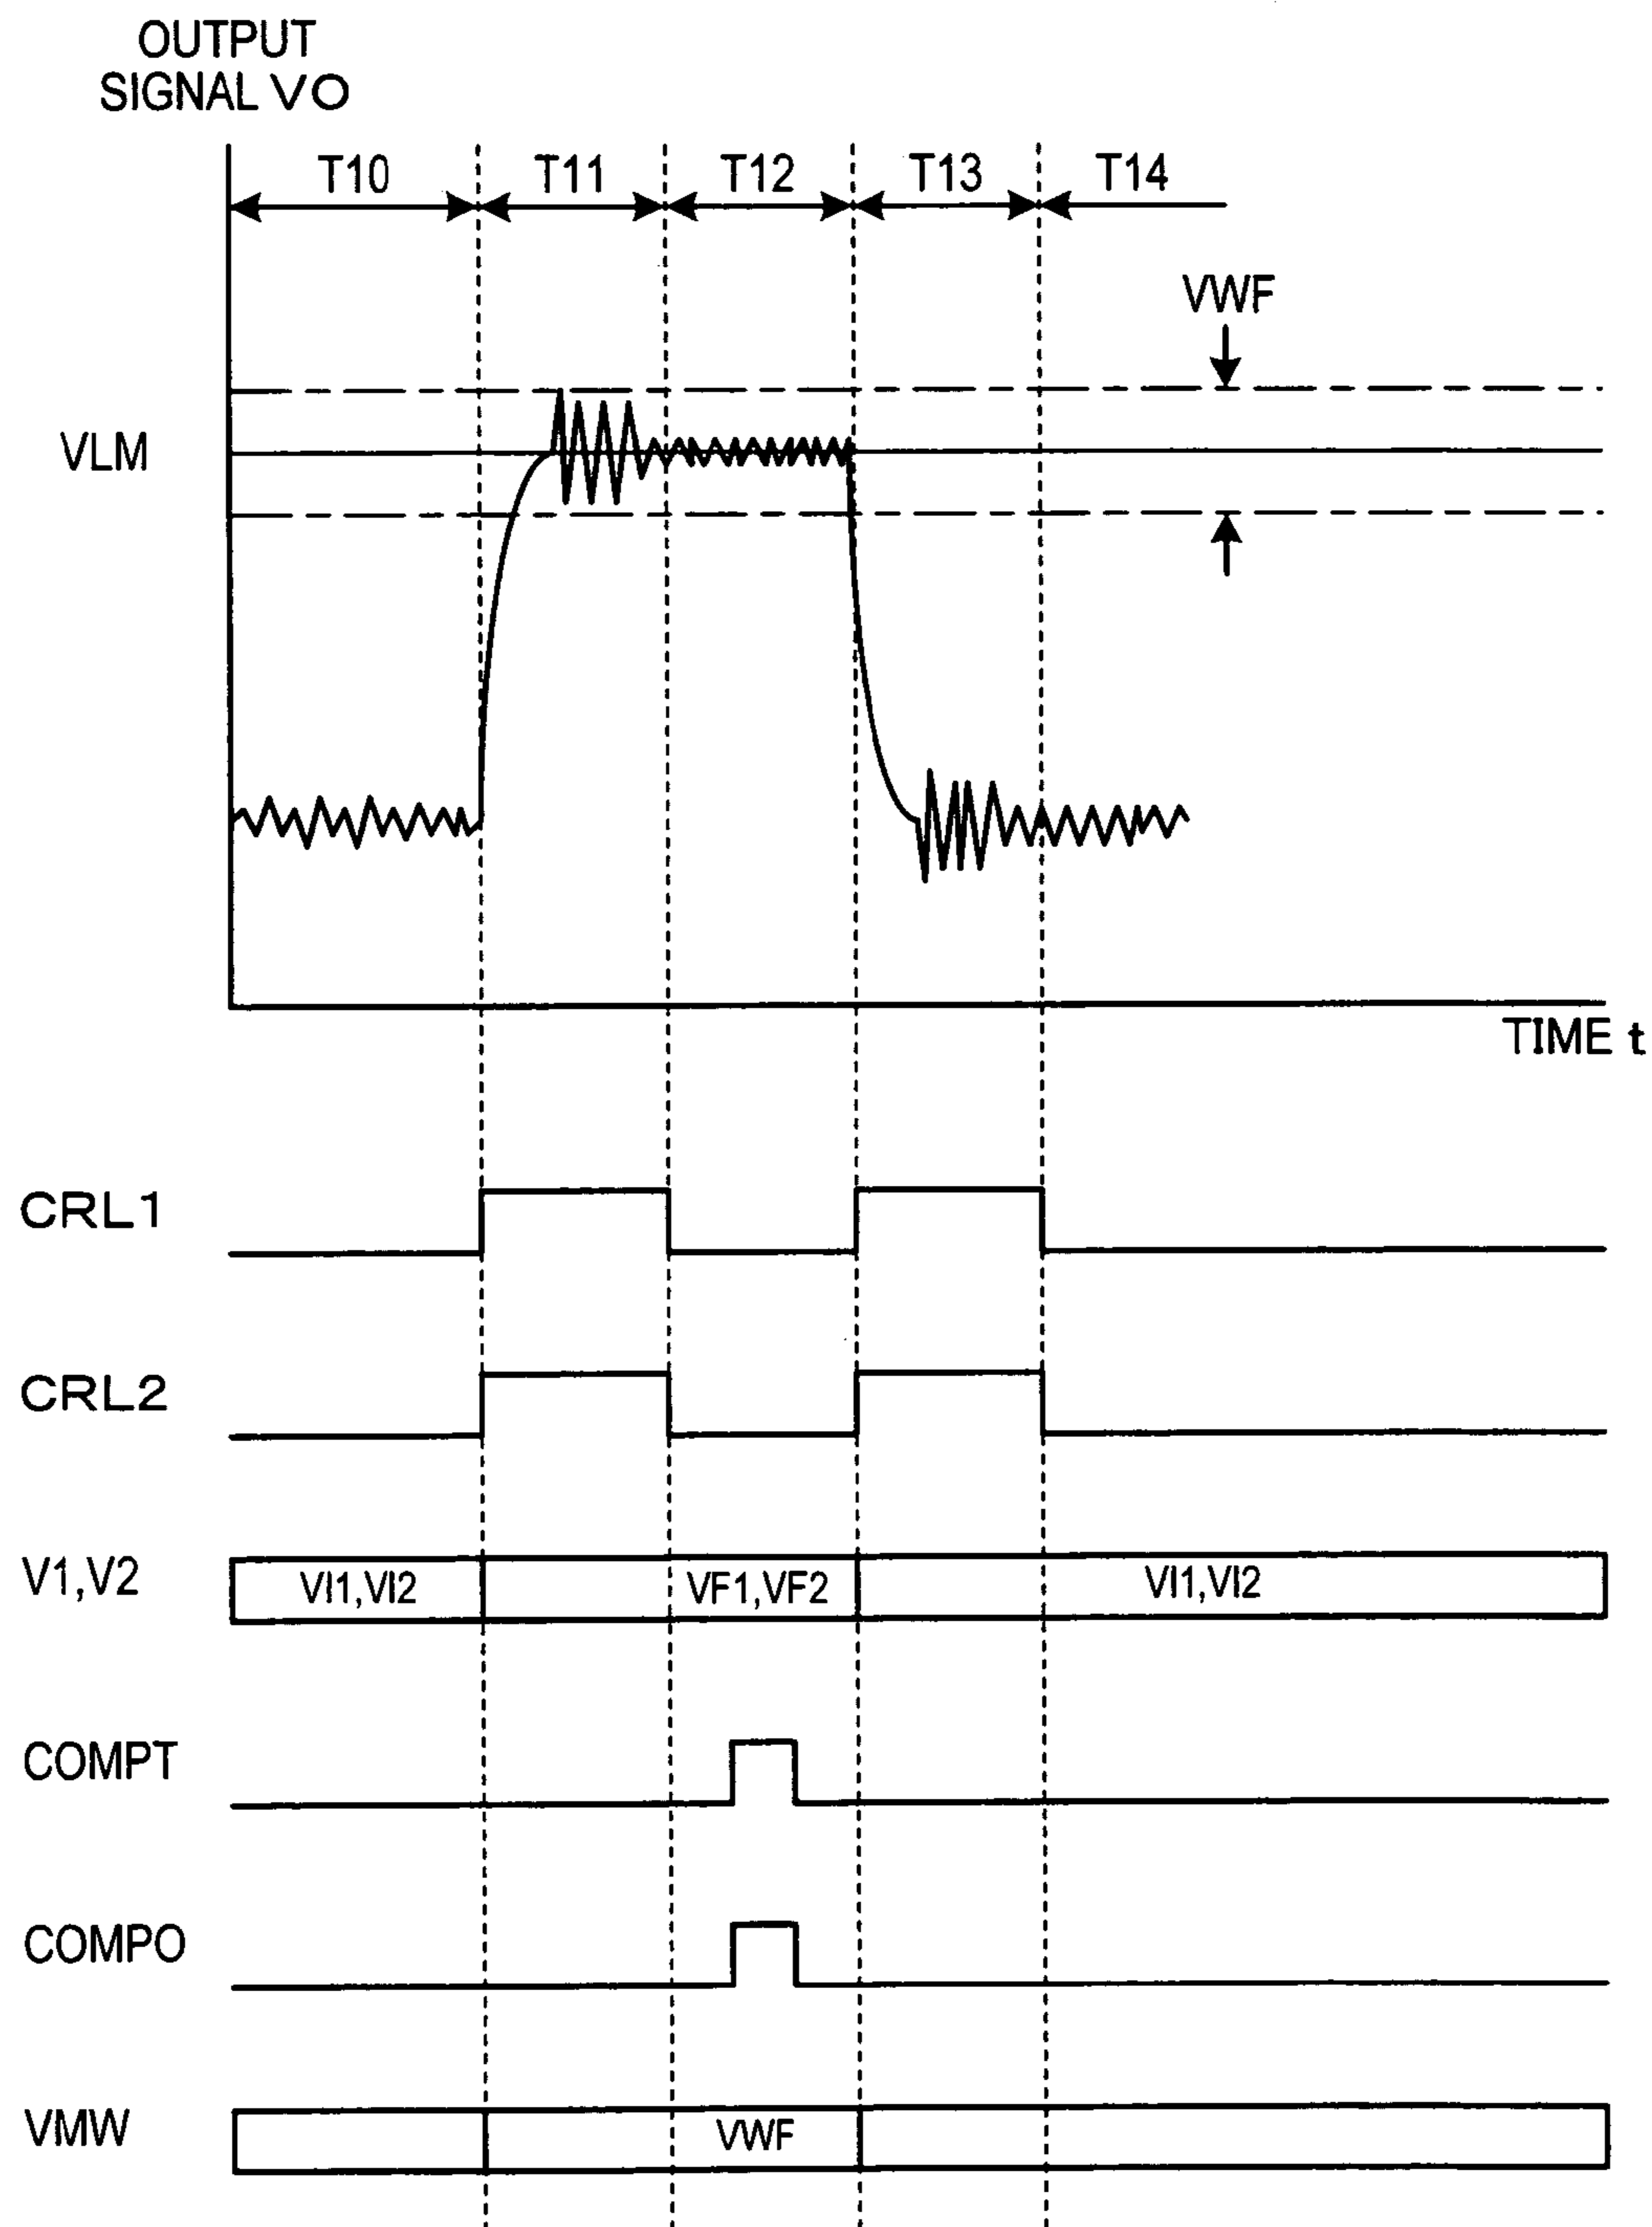 OUTPUT
SIGNAL VO
T10 T11 T12 T13 T14
VWF
VLM
TIME t
CRL1
CRL2
V1,V2 VI1,VI2 VF1,VF2 VI1,VI2
COMPT
COMPO
VMW VWF